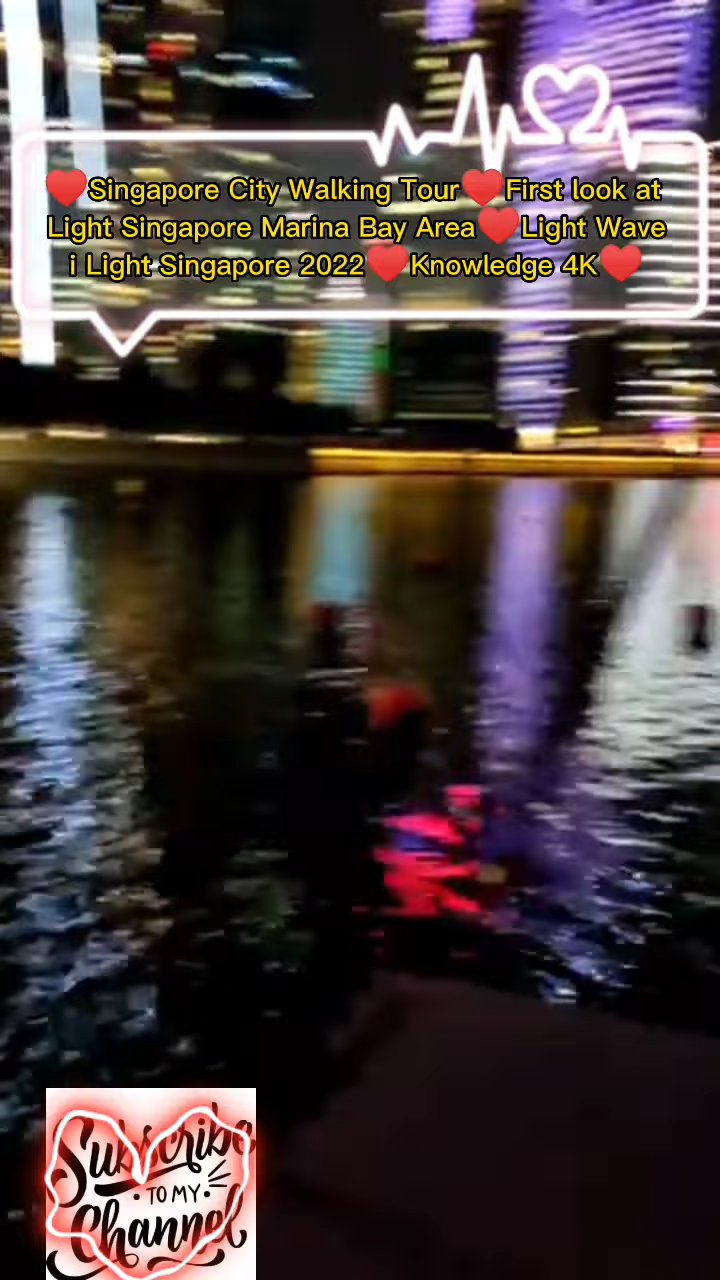 ♥️Singapore City Walking Tour♥️First look at
Light Singapore Marina Bay Area♥️Light Wave
i Light Singapore 2022♥️Knowledge 4K♥️
Subscribe
• TO MY •
Channel